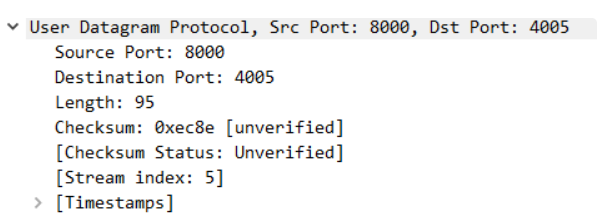 User Datagram Protocol, Src Port: 8000, Dst Port: 4005
Source Port: 8000
Destination Port: 4005
Length: 95
Checksum: 0xec8e [unverified]
[Checksum Status: Unverified]
[Stream index: 5]
[Timestamps]